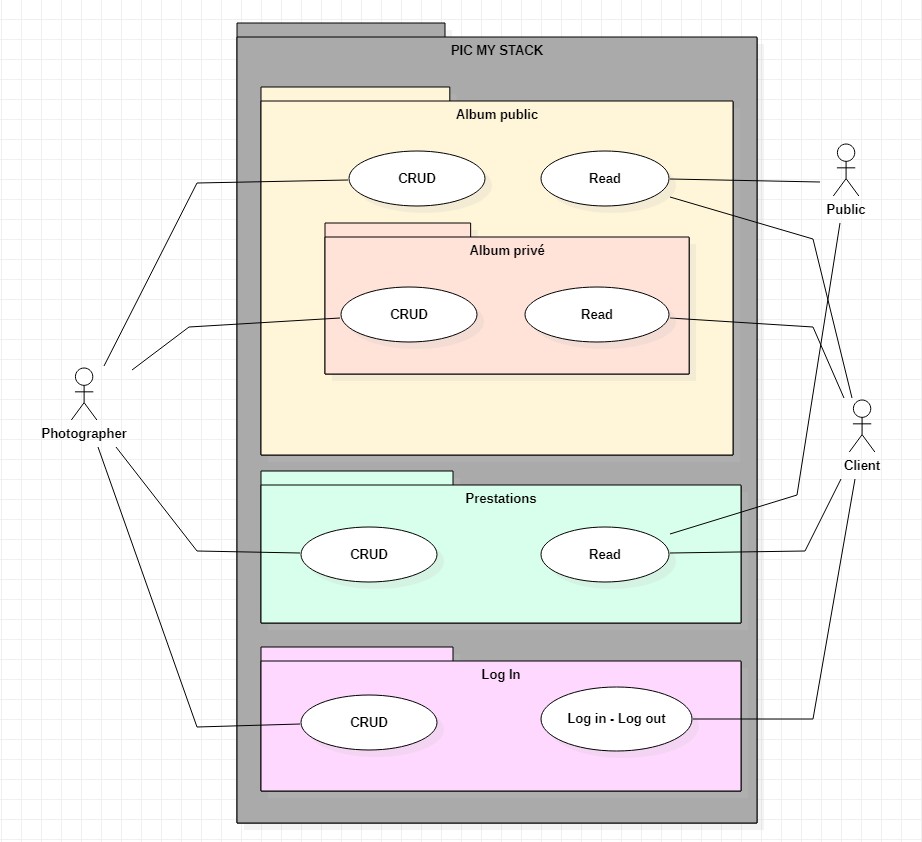 PIC MY STACK
Album public
CRUD
Read
Public
Album privé
CRUD
Read
Photographer
Client
Prestations
CRUD
Read
Log In
CRUD
Log in - Log out